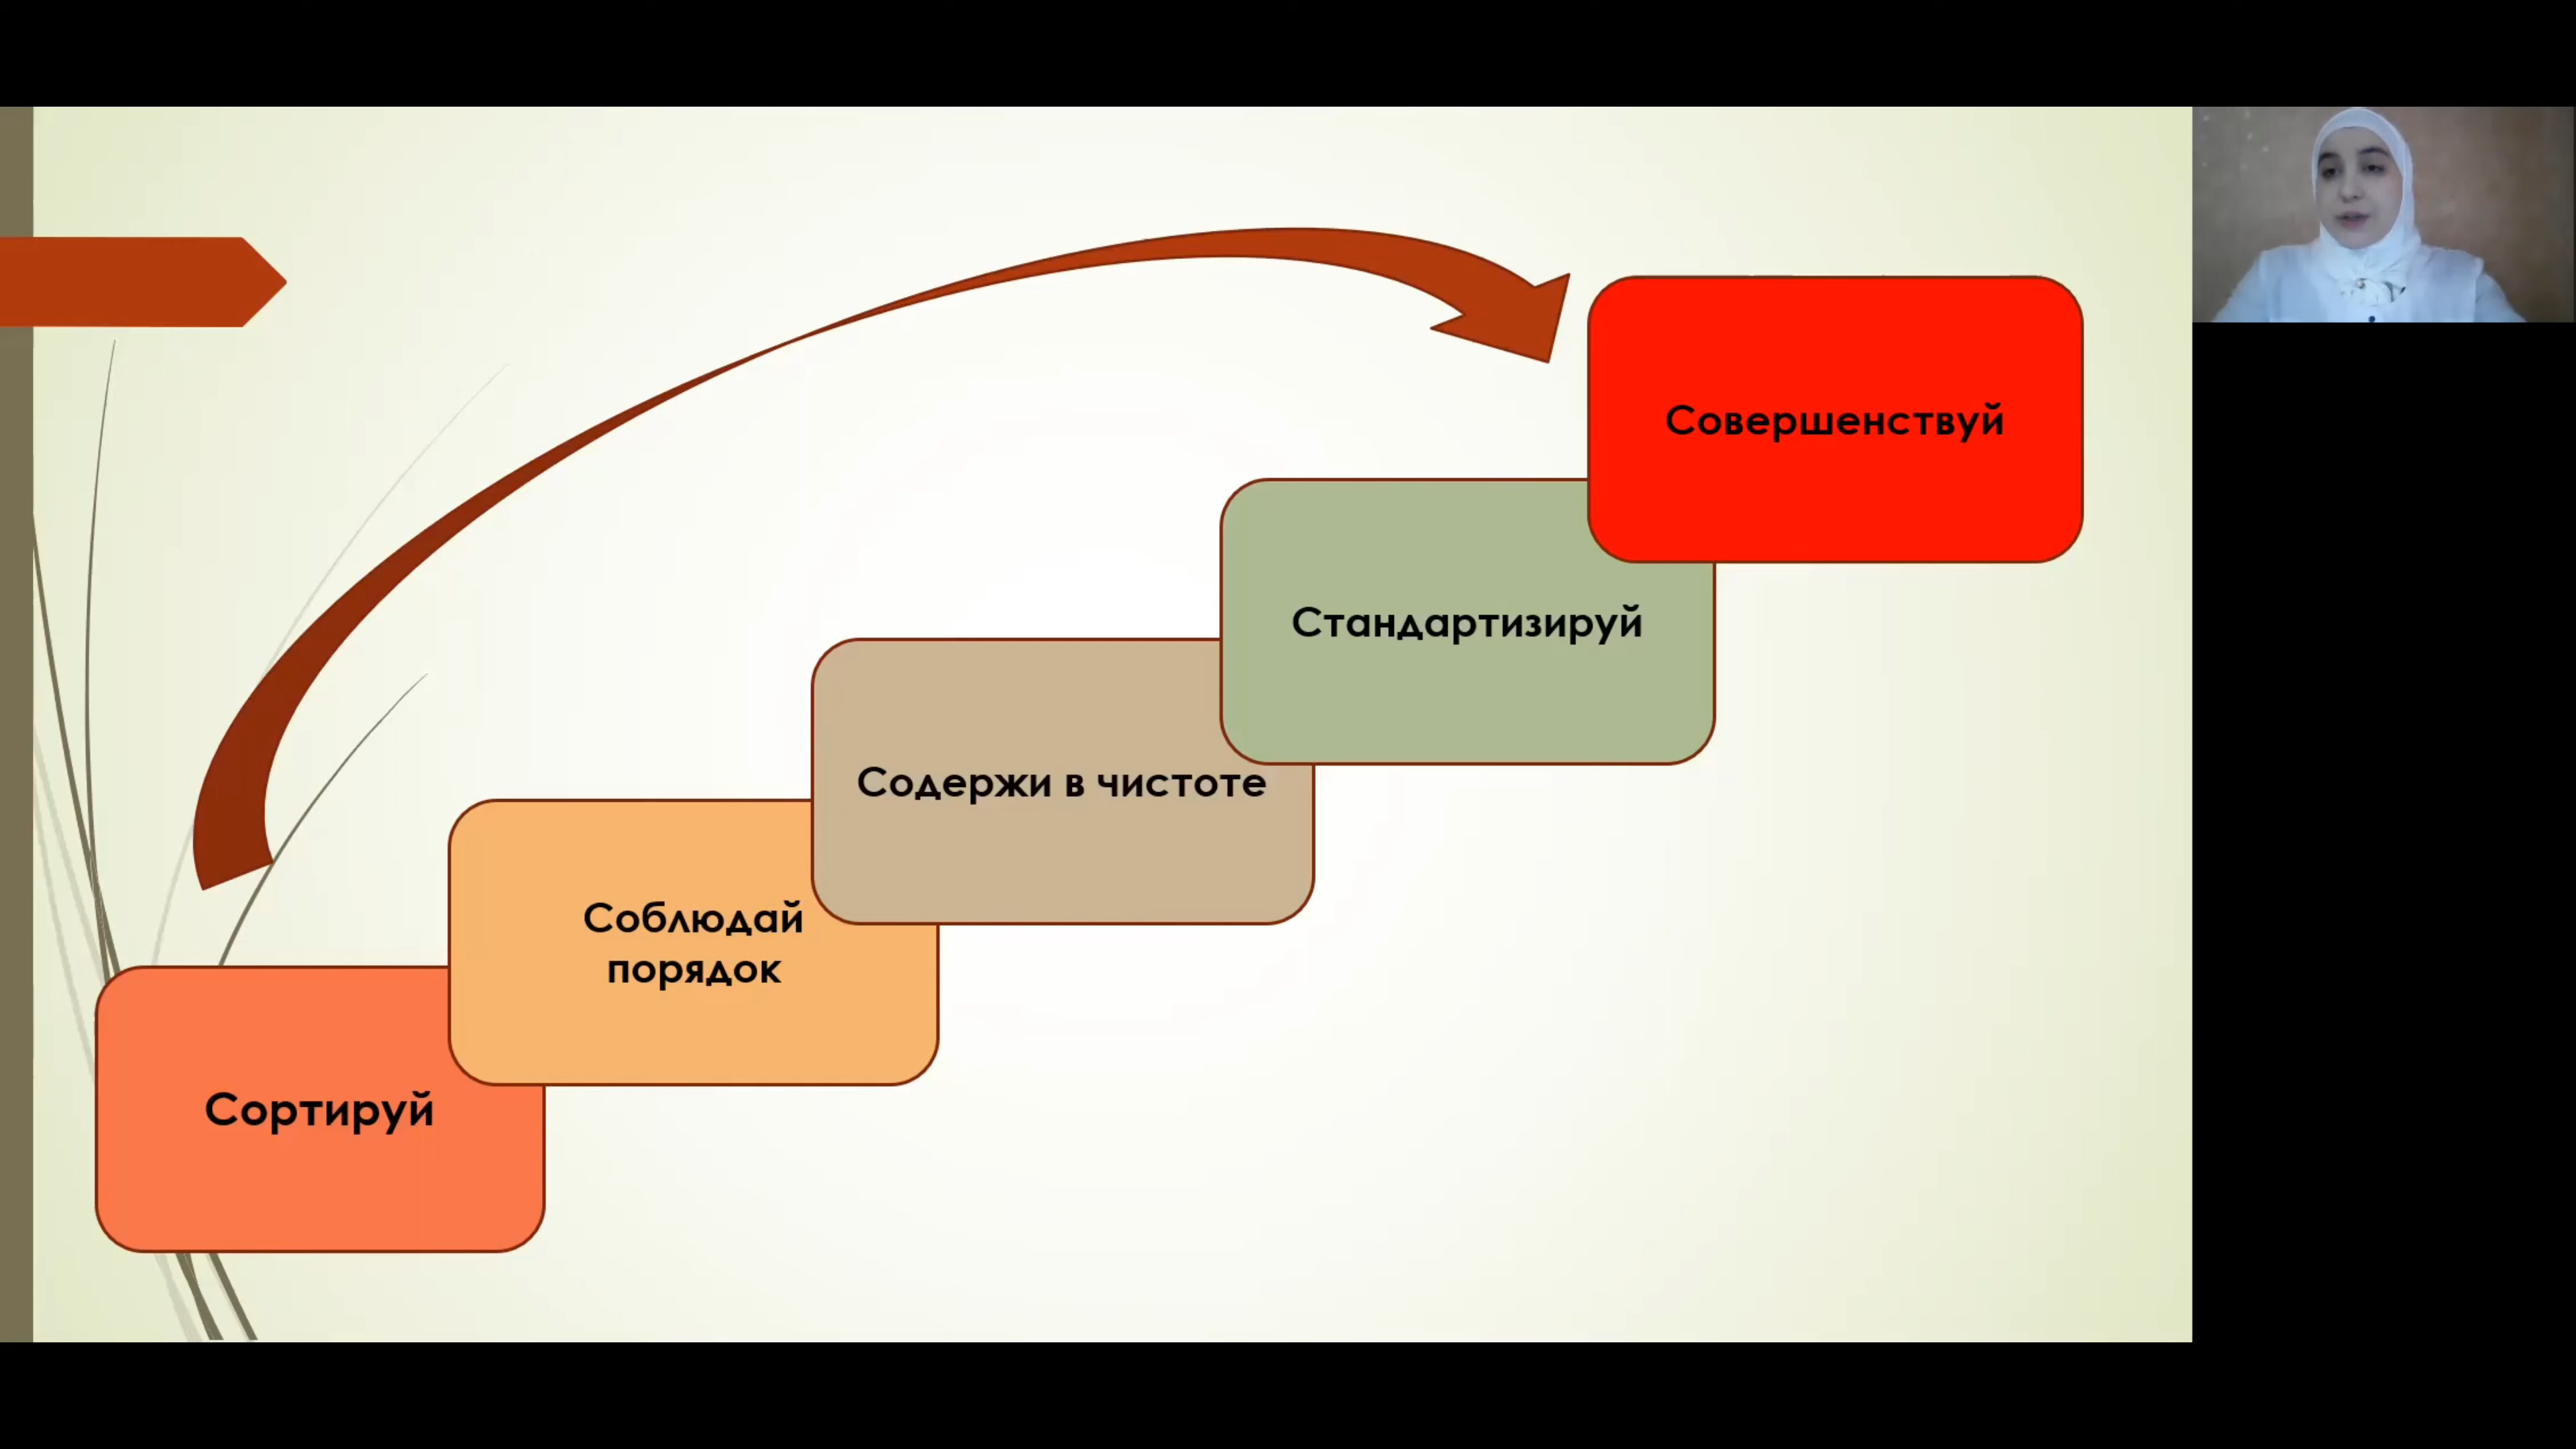 Совершенствуй
Стандартизируй
Содержи в чистоте
Соблюдай
порядок
Сортируй